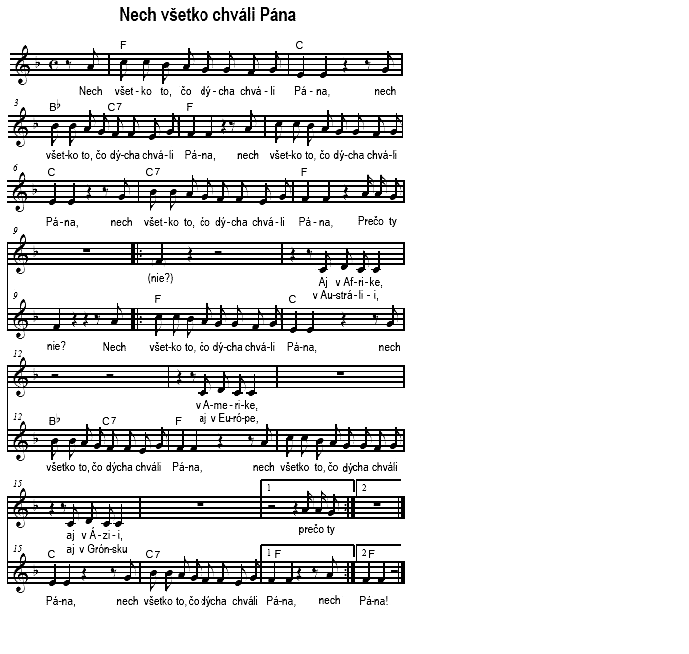 Nech všetko chváli Pána
F C
Nech všet-ko to, čo dý-cha chvá-li Pá-na, nech
3 B♭ C7 F
všet-ko to, čo dý-cha chvá-li Pá-na, nech všet-ko to, čo dý-cha chvá-li
6 C C7 F
Pá-na, nech všet-ko to, čo dý-cha chvá-li Pá-na, Prečo ty
9
(nie?) Aj v Af-ri-ke,
v Au-strá-li-i,
9 F C
nie? Nech všet-ko to, čo dý-cha chvá-li Pá-na, nech
12
v A-me-ri-ke,
aj v Eu-ró-pe,
12 B♭ C7 F
všetko to, čo dýcha chváli Pá-na, nech všetko to, čo dýcha chváli
15 1 2
aj v Á-zi-i, prečo ty
aj v Grón-sku
15 C C7 1 F 2 F
Pá-na, nech všetko to, čo dýcha chváli Pá-na, nech Pá-na!